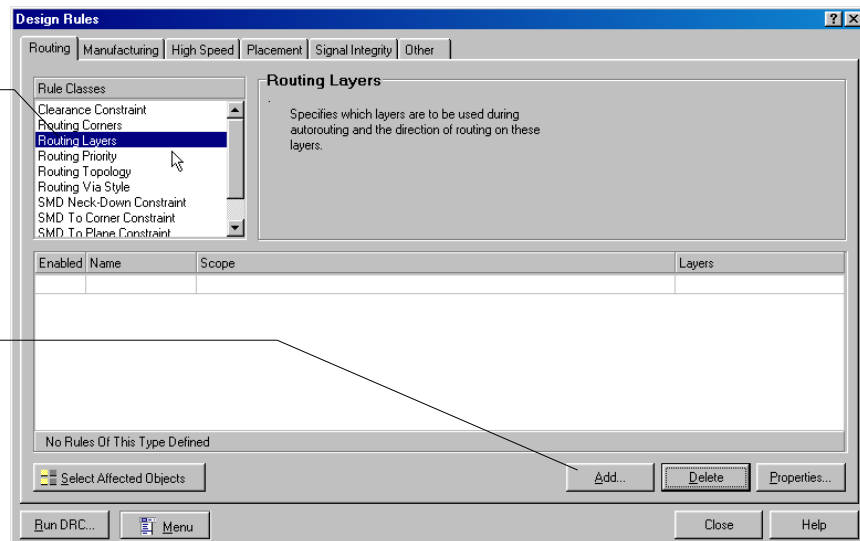 Design Rules
Routing Manufacturing High Speed Placement Signal Integrity Other
Rule Classes
Clearance Constraint
Routing Corners
Routing Layers
Routing Priority
Routing Topology
Routing Via Style
SMD Neck-Down Constraint
SMD To Corner Constraint
SMD To Plane Constraint
Routing Layers
Specifies which layers are to be used during
autorouting and the direction of routing on these
layers.
Enabled Name Scope Layers
No Rules Of This Type Defined
Select Affected Objects Add... Delete Properties...
Run DRC... Menu Close Help